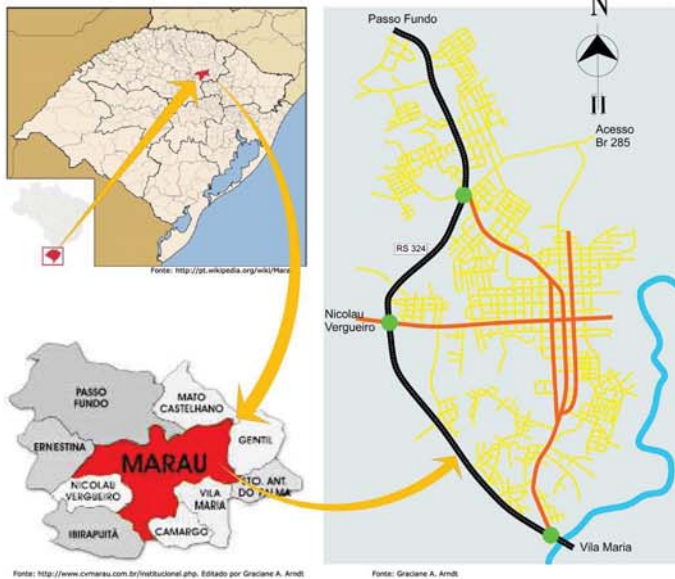 Fonte: http://pt.wikipedia.org/wiki/Mara
PASSO
FUNDO
MATO
CASTELHANO
ERNESTINA
GENTIL
MARAU
NICOLAU
VERGUEIRO
VILA
MARIA
STO. ANT.
DO PALMA
IBIRAPUITÃ
CAMARGO
Fonte: http://www.cvmarau.com.br/institucional.php. Editado por Graciane A. Arndt
N
Passo Fundo
Acesso
Br 285
RS 324
Nicolau
Vergueiro
Vila Maria
Fonte: Graciane A. Arndt